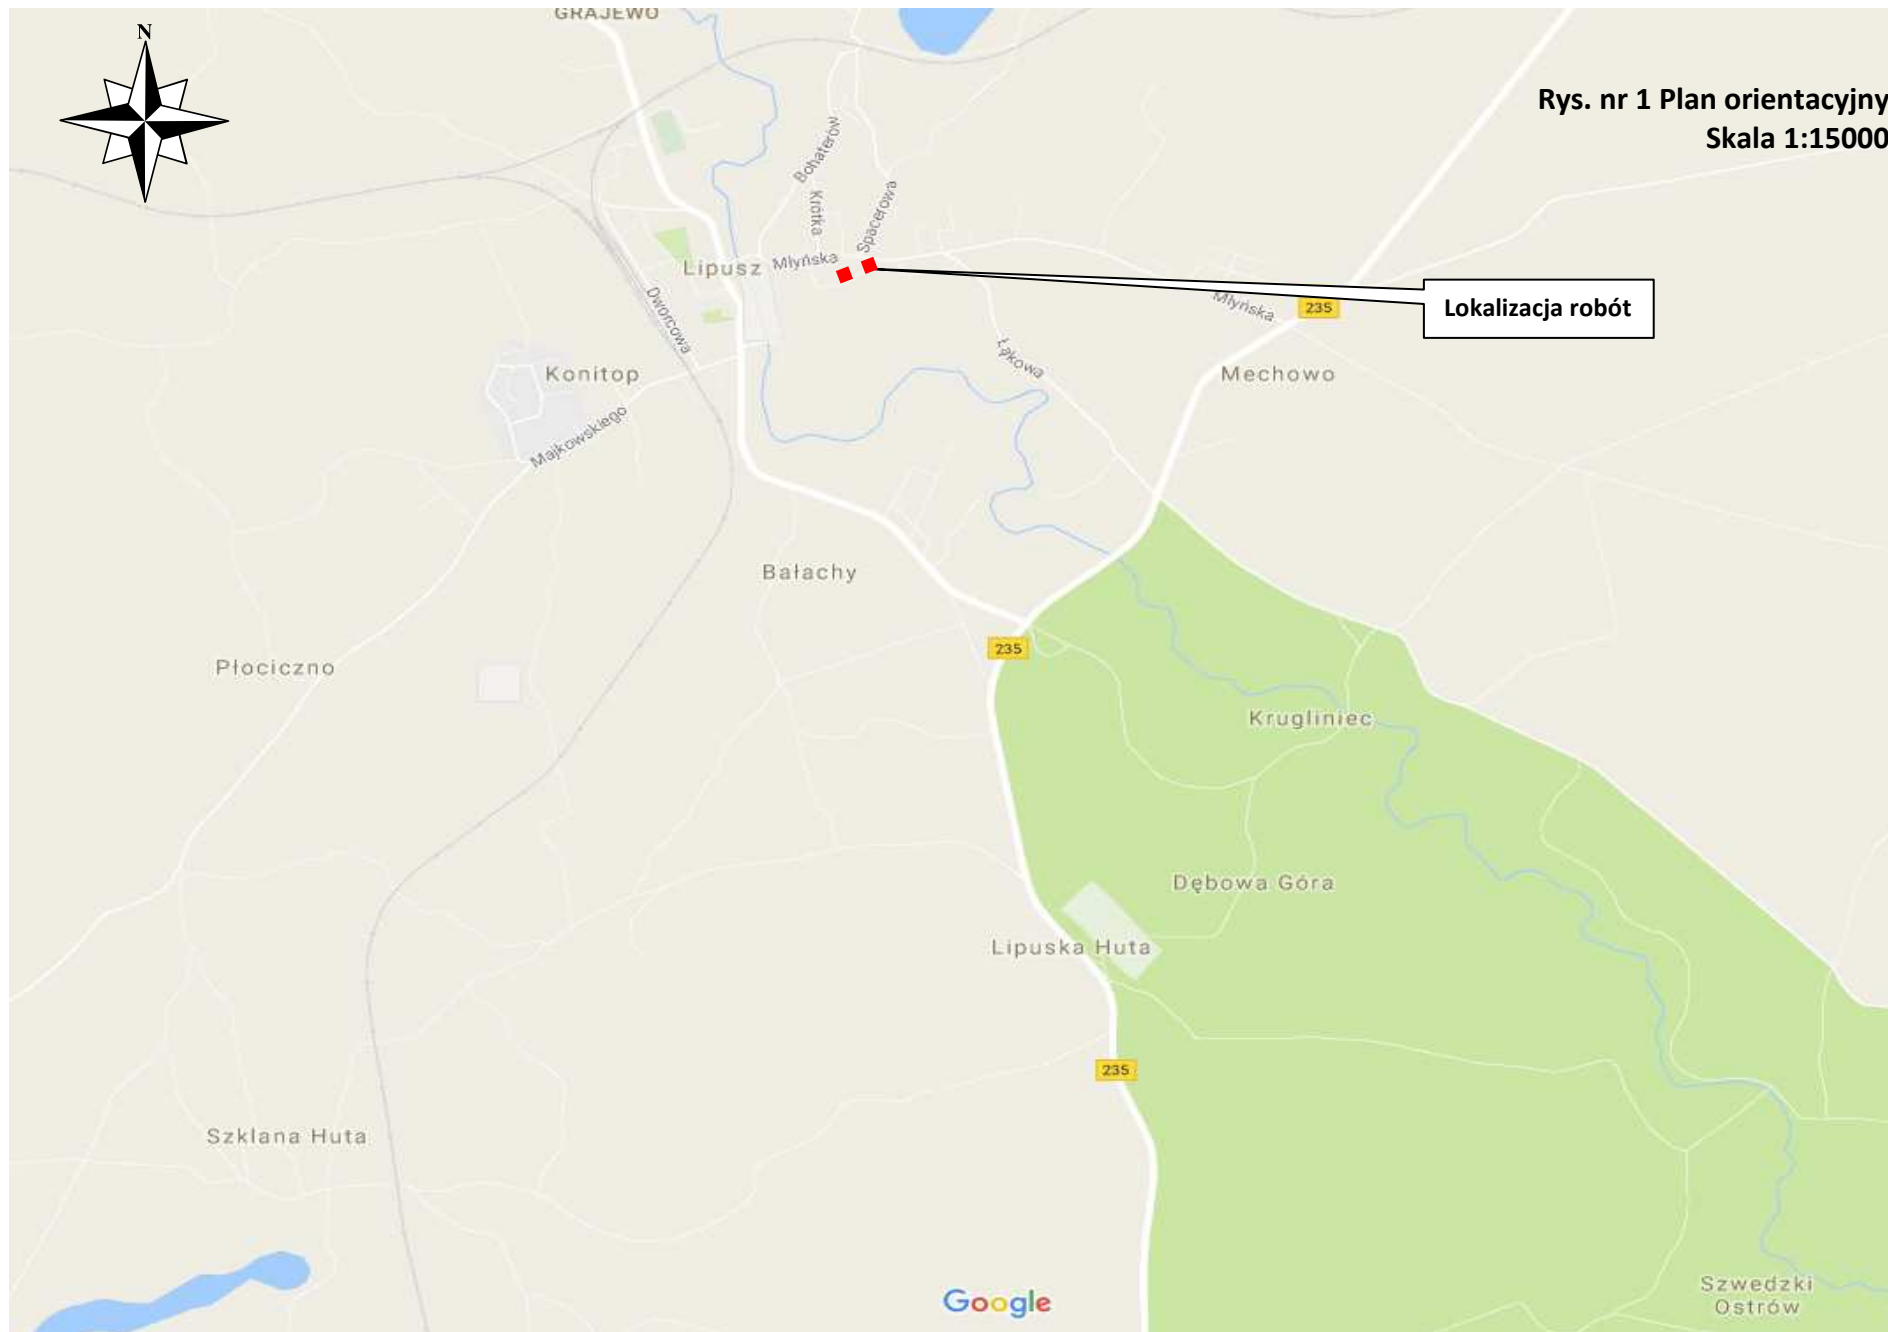 GRAJEWO
N
Rys. nr 1 Plan orientacyjny
Skala 1:15000
Bohaterów
Krótka
Spacerowa
Młyńska
Lipusz
Dworcowa
Młyńska
235
Lokalizacja robót
Łąkowa
Konitop
Mechowo
Majkowskiego
Bałachy
235
Płociczno
Krugliniec
Dębowa Góra
Lipuska Huta
235
Szklana Huta
Google
Szwedzki
Ostrów